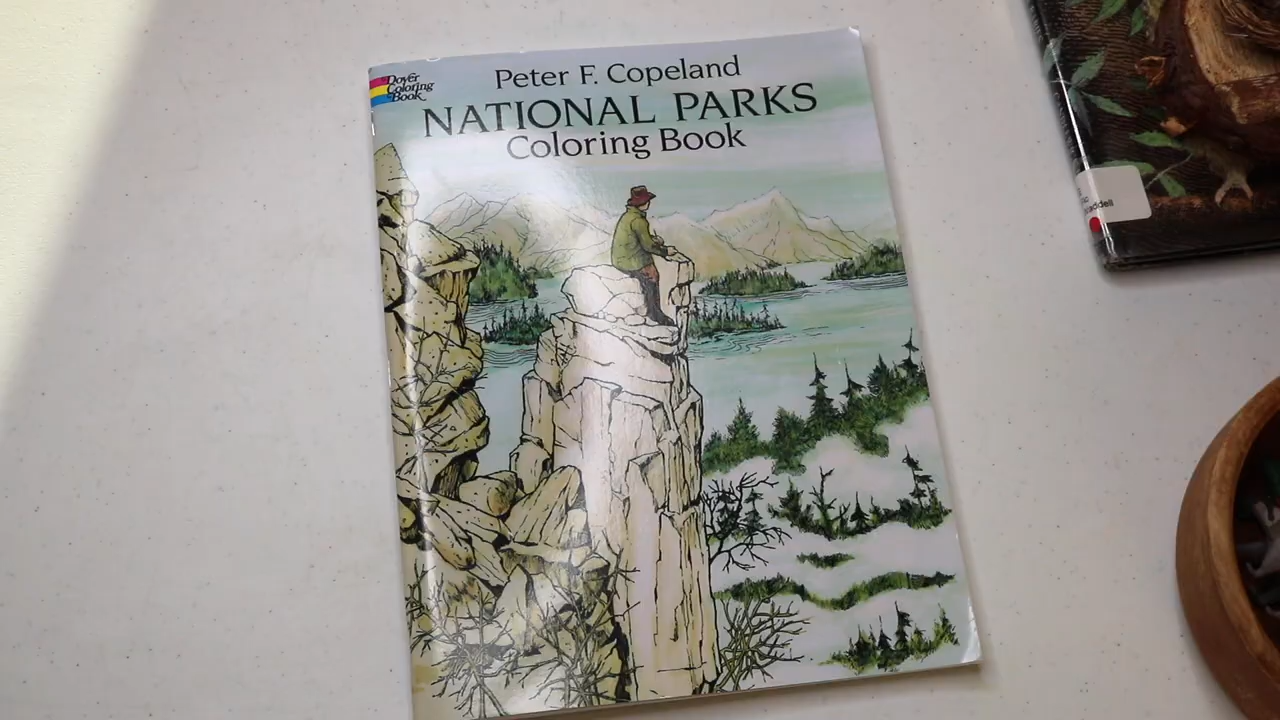 Dover
Coloring
Book
Peter F. Copeland
NATIONAL PARKS
Coloring Book